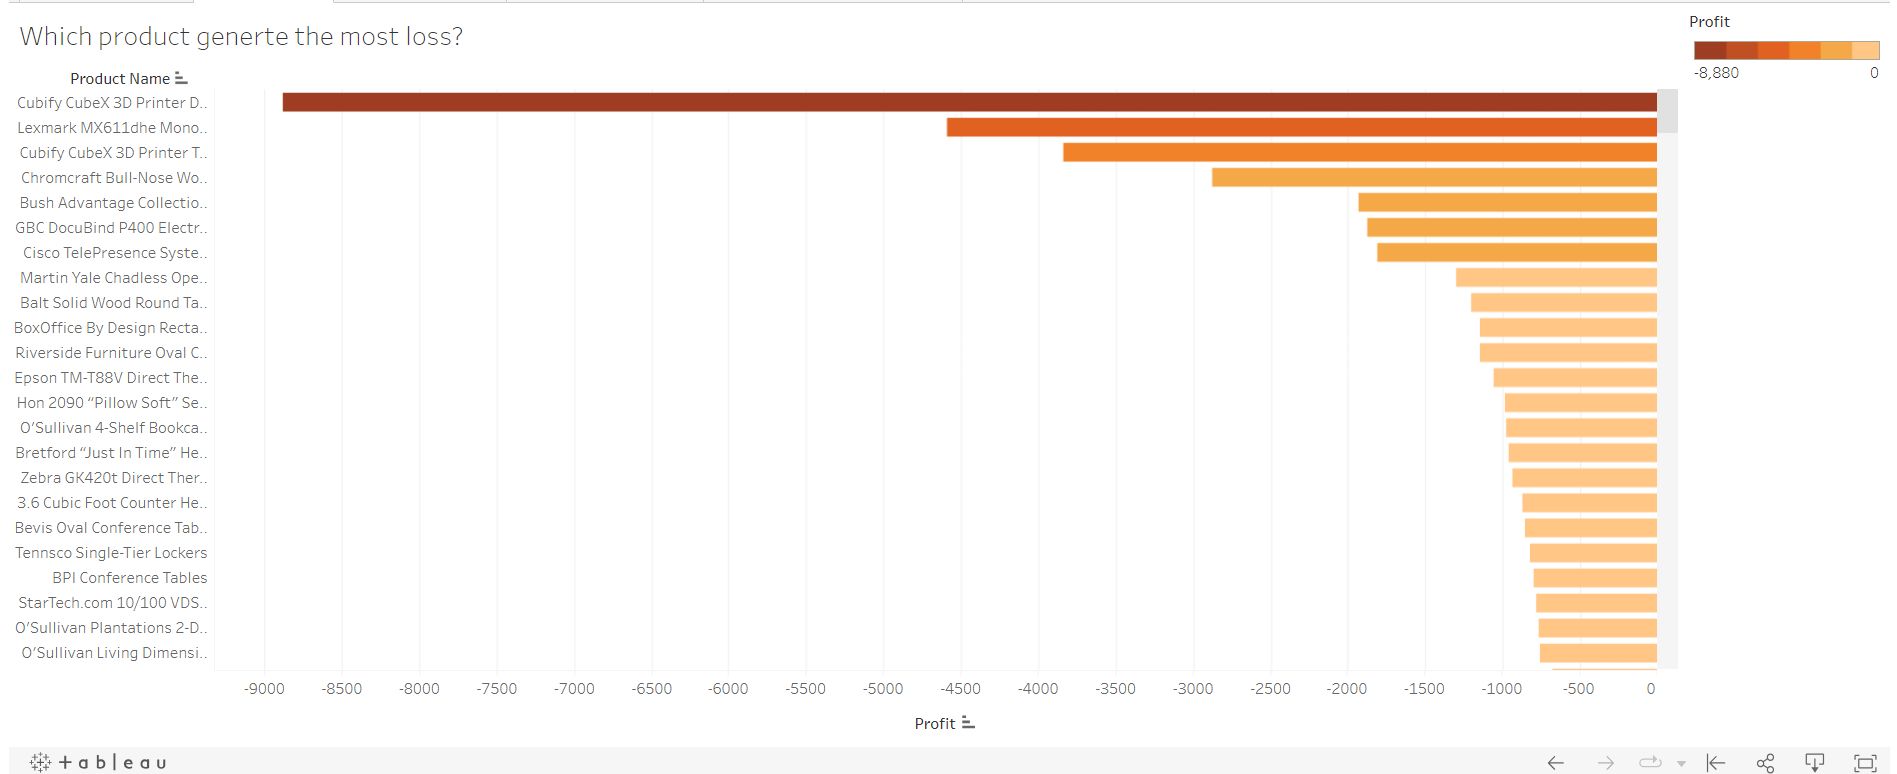 Which product generte the most loss?
Profit
-8,880 0
Product Name
Cubify CubeX 3D Printer D..
Lexmark MX611dhe Mono..
Cubify CubeX 3D Printer T..
Chromcraft Bull-Nose Wo..
Bush Advantage Collectio..
GBC DocuBind P400 Electr..
Cisco TelePresence Syste..
Martin Yale Chadless Ope..
Balt Solid Wood Round Ta..
BoxOffice By Design Recta..
Riverside Furniture Oval C..
Epson TM-T88V Direct The..
Hon 2090 “Pillow Soft” Se..
O’Sullivan 4-Shelf Bookca..
Bretford “Just In Time” He..
Zebra GK420t Direct Ther..
3.6 Cubic Foot Counter He..
Bevis Oval Conference Tab..
Tennsco Single-Tier Lockers
BPI Conference Tables
StarTech.com 10/100 VDS..
O’Sullivan Plantations 2-D..
O’Sullivan Living Dimensi..
-9000 -8500 -8000 -7500 -7000 -6500 -6000 -5500 -5000 -4500 -4000 -3500 -3000 -2500 -2000 -1500 -1000 -500 0
Profit
+ a b l e a u